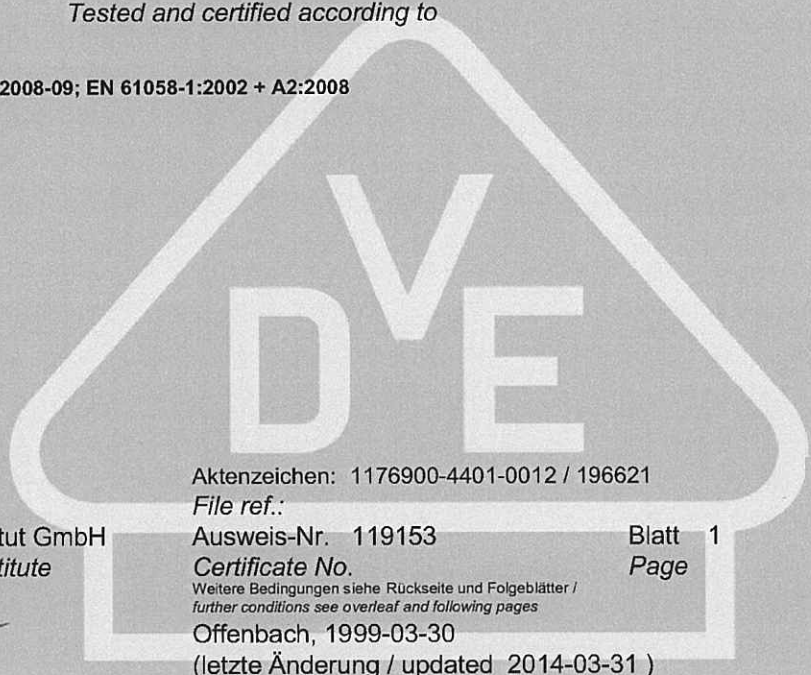 Tested and certified according to
2008-09; EN 61058-1:2002 + A2:2008
DVE
Aktenzeichen: 1176900-4401-0012 / 196621
File ref.:
tut GmbH Ausweis-Nr. 119153 Blatt 1
titute Certificate No. Page
Weitere Bedingungen siehe Rückseite und Folgeblätter /
further conditions see overleaf and following pages
Offenbach, 1999-03-30
(letzte Änderung / updated 2014-03-31 )